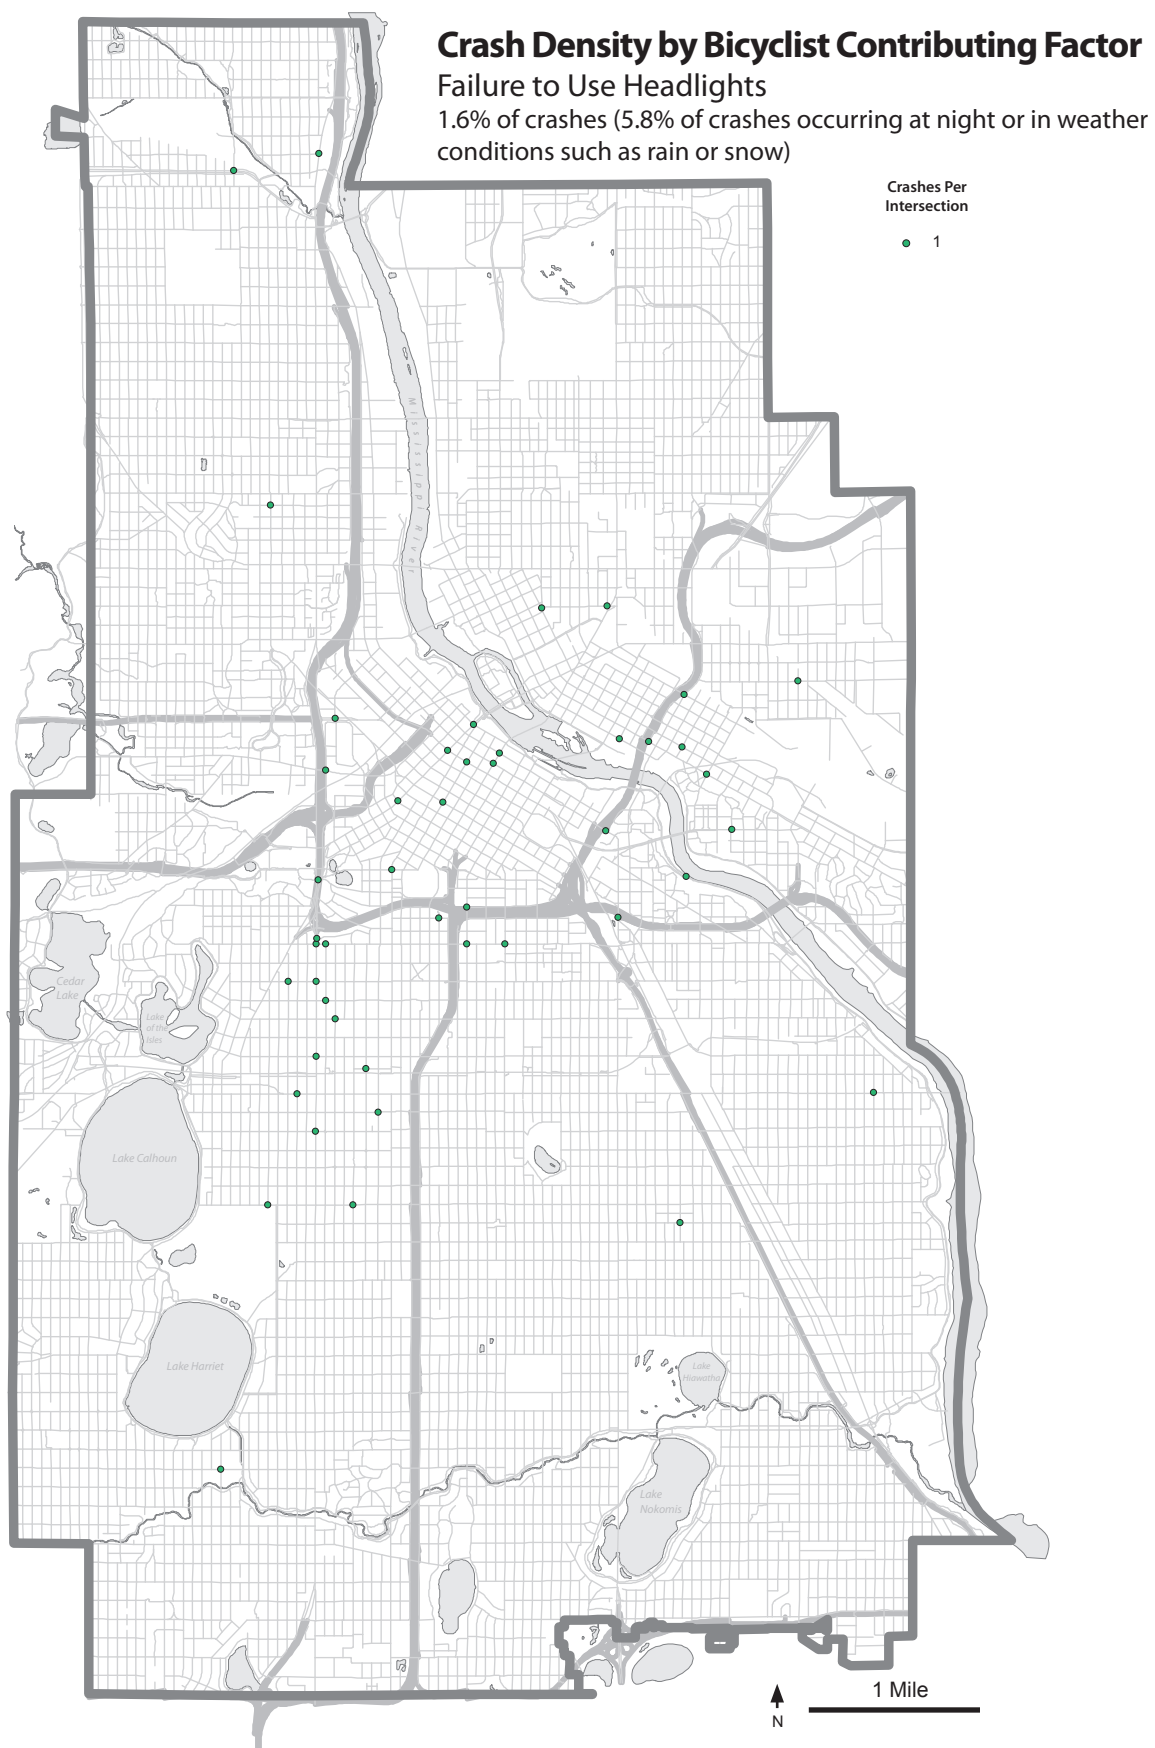 Crash Density by Bicyclist Contributing Factor
Failure to Use Headlights
1.6% of crashes (5.8% of crashes occurring at night or in weather
conditions such as rain or snow)
Crashes Per
Intersection
1
Mississippi River
Cedar
Lake
Lake
of the
Isles
Lake Calhoun
Lake Harriet
Lake
Hiawatha
Lake
Nokomis
1 Mile
N